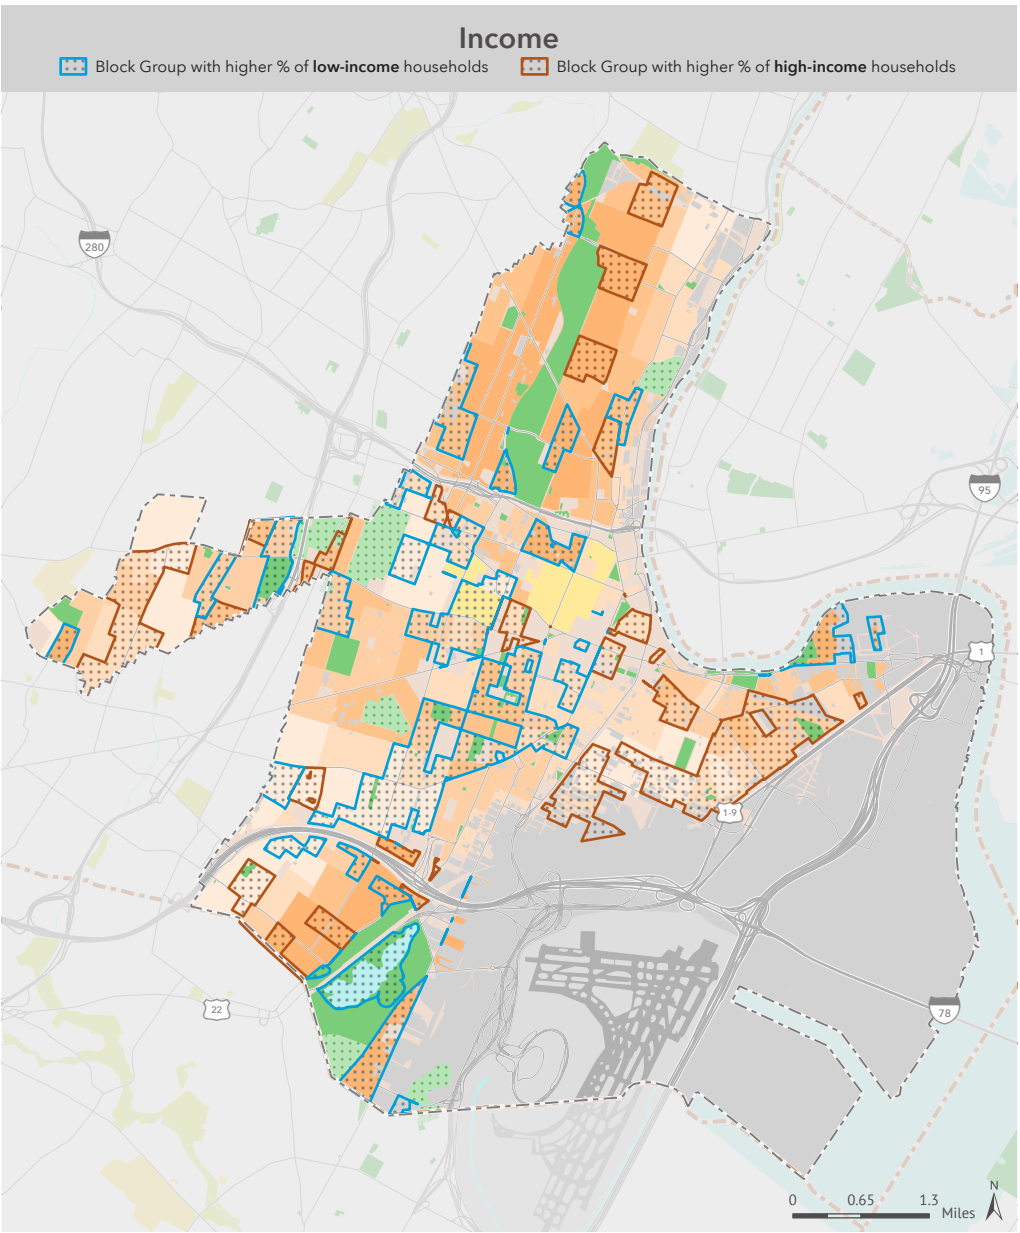 Income
Block Group with higher % of low-income households
Block Group with higher % of high-income households
280
95
1
1-9
22
78
N
0 0.65 1.3
Miles